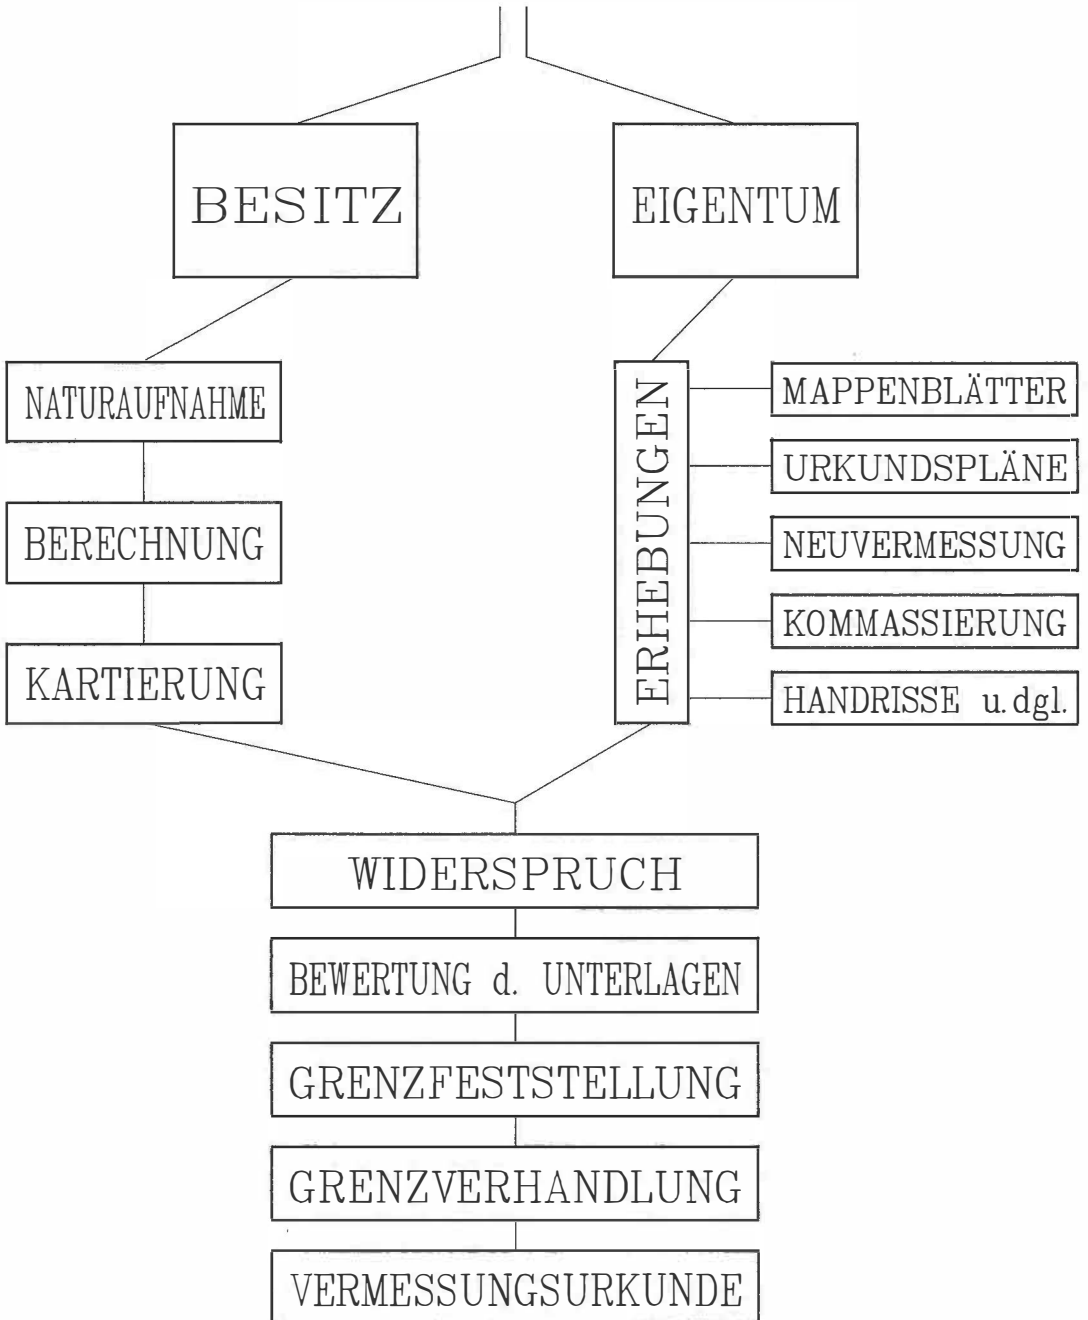 BESITZ
EIGENTUM
NATURAUFNAHME
BERECHNUNG
KARTIERUNG
ERHEBUNGEN
MAPPENBLÄTTER
URKUNDSPLÄNE
NEUVERMESSUNG
KOMMASSIERUNG
HANDRISSE u.dgl.
WIDERSPRUCH
BEWERTUNG d. UNTERLAGEN
GRENZFESTSTELLUNG
GRENZVERHANDLUNG
VERMESSUNGSURKUNDE